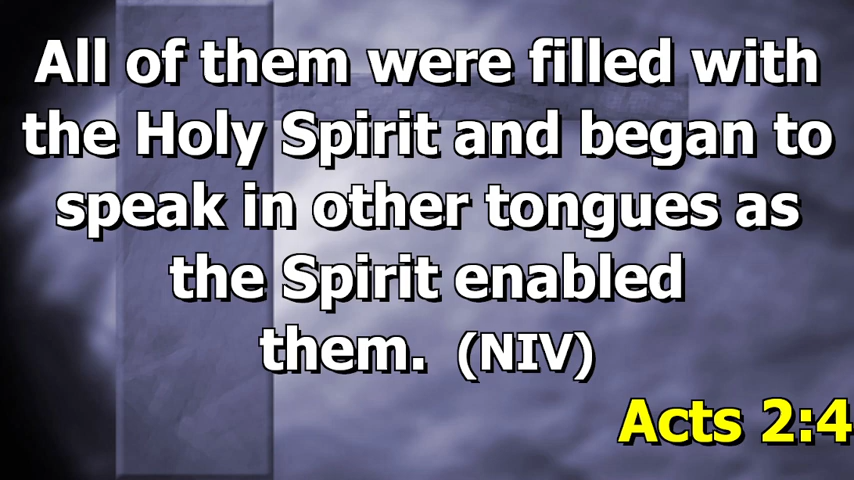 All of them were filled with
the Holy Spirit and began to
speak in other tongues as
the Spirit enabled
them. (NIV)
Acts 2:4